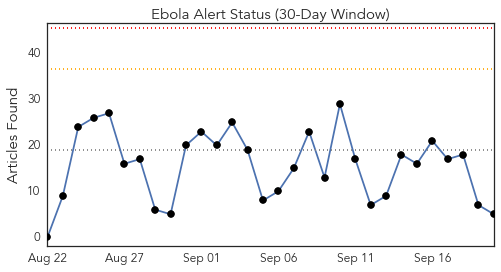 Ebola Alert Status (30-Day Window)
Articles Found
40
30
20
10
0
Aug 22 Aug 27 Sep 01 Sep 06 Sep 11 Sep 16